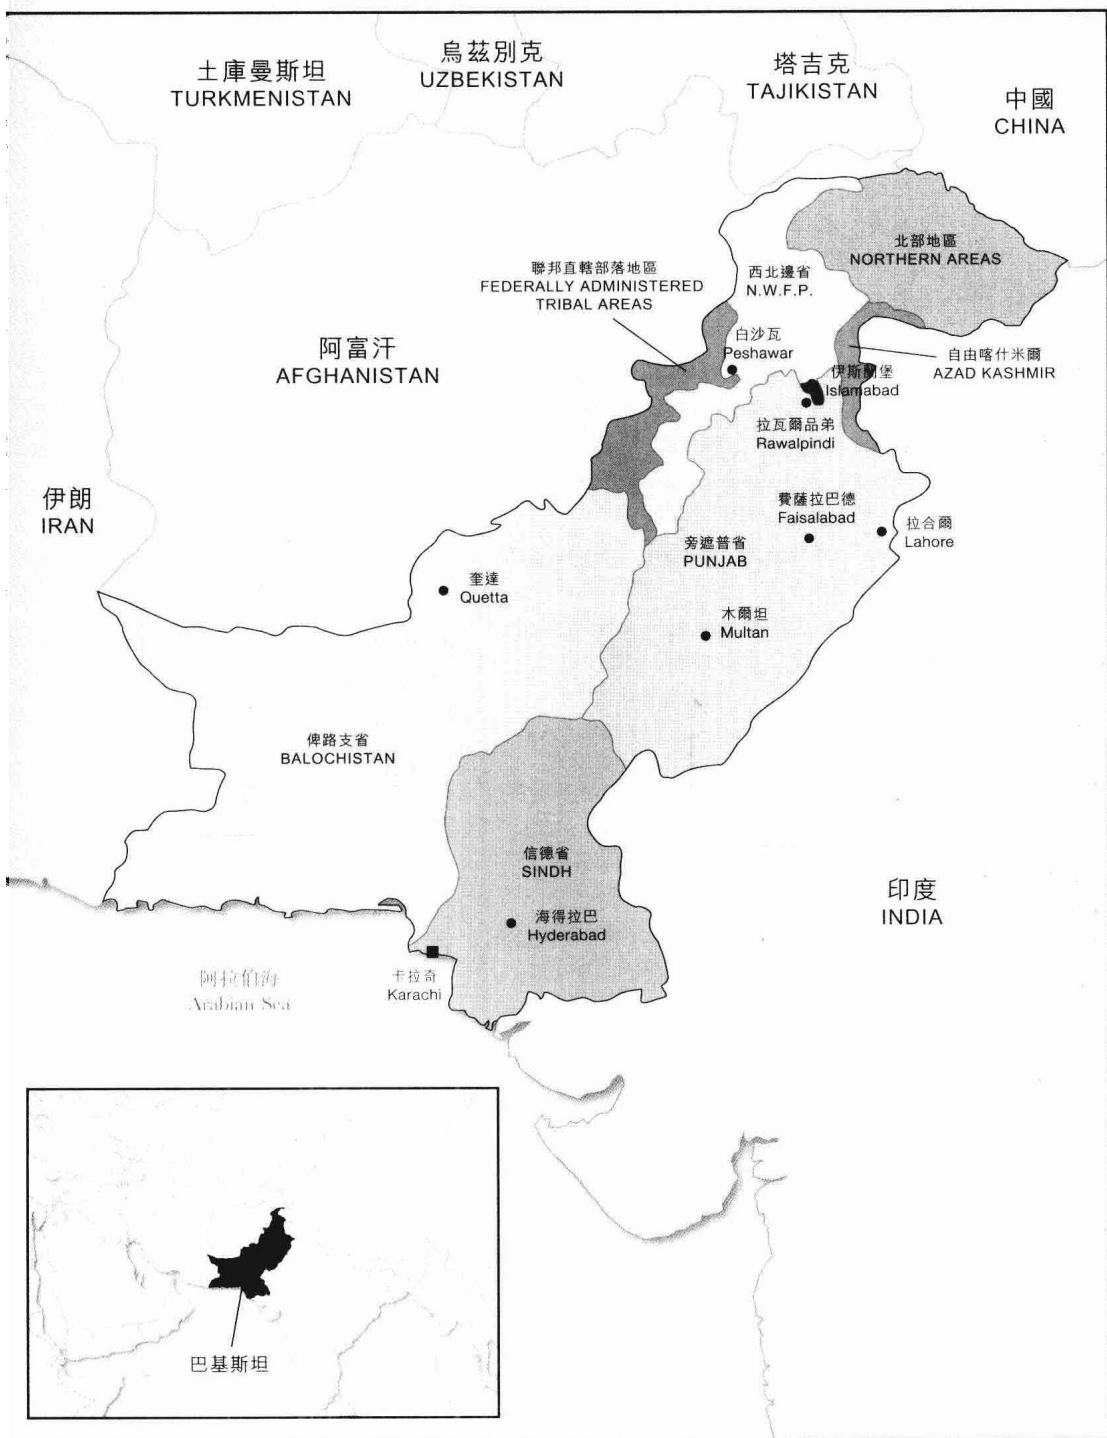 土庫曼斯坦
TURKMENISTAN
烏茲別克
UZBEKISTAN
塔吉克
TAJIKISTAN
中國
CHINA
北部地區
NORTHERN AREAS
聯邦直轄部落地區
FEDERALLY ADMINISTERED
TRIBAL AREAS
西北邊省
N.W.F.P.
白沙瓦
Peshawar
自由喀什米爾
AZAD KASHMIR
伊斯蘭堡
Islamabad
阿富汗
AFGHANISTAN
拉瓦爾品弟
Rawalpindi
伊朗
IRAN
費薩拉巴德
Faisalabad
拉合爾
Lahore
旁遮普省
PUNJAB
奎達
Quetta
木爾坦
Multan
俾路支省
BALOCHISTAN
信德省
SINDH
印度
INDIA
海得拉巴
Hyderabad
卡拉奇
Karachi
阿拉伯海
Arabian Sea
巴基斯坦